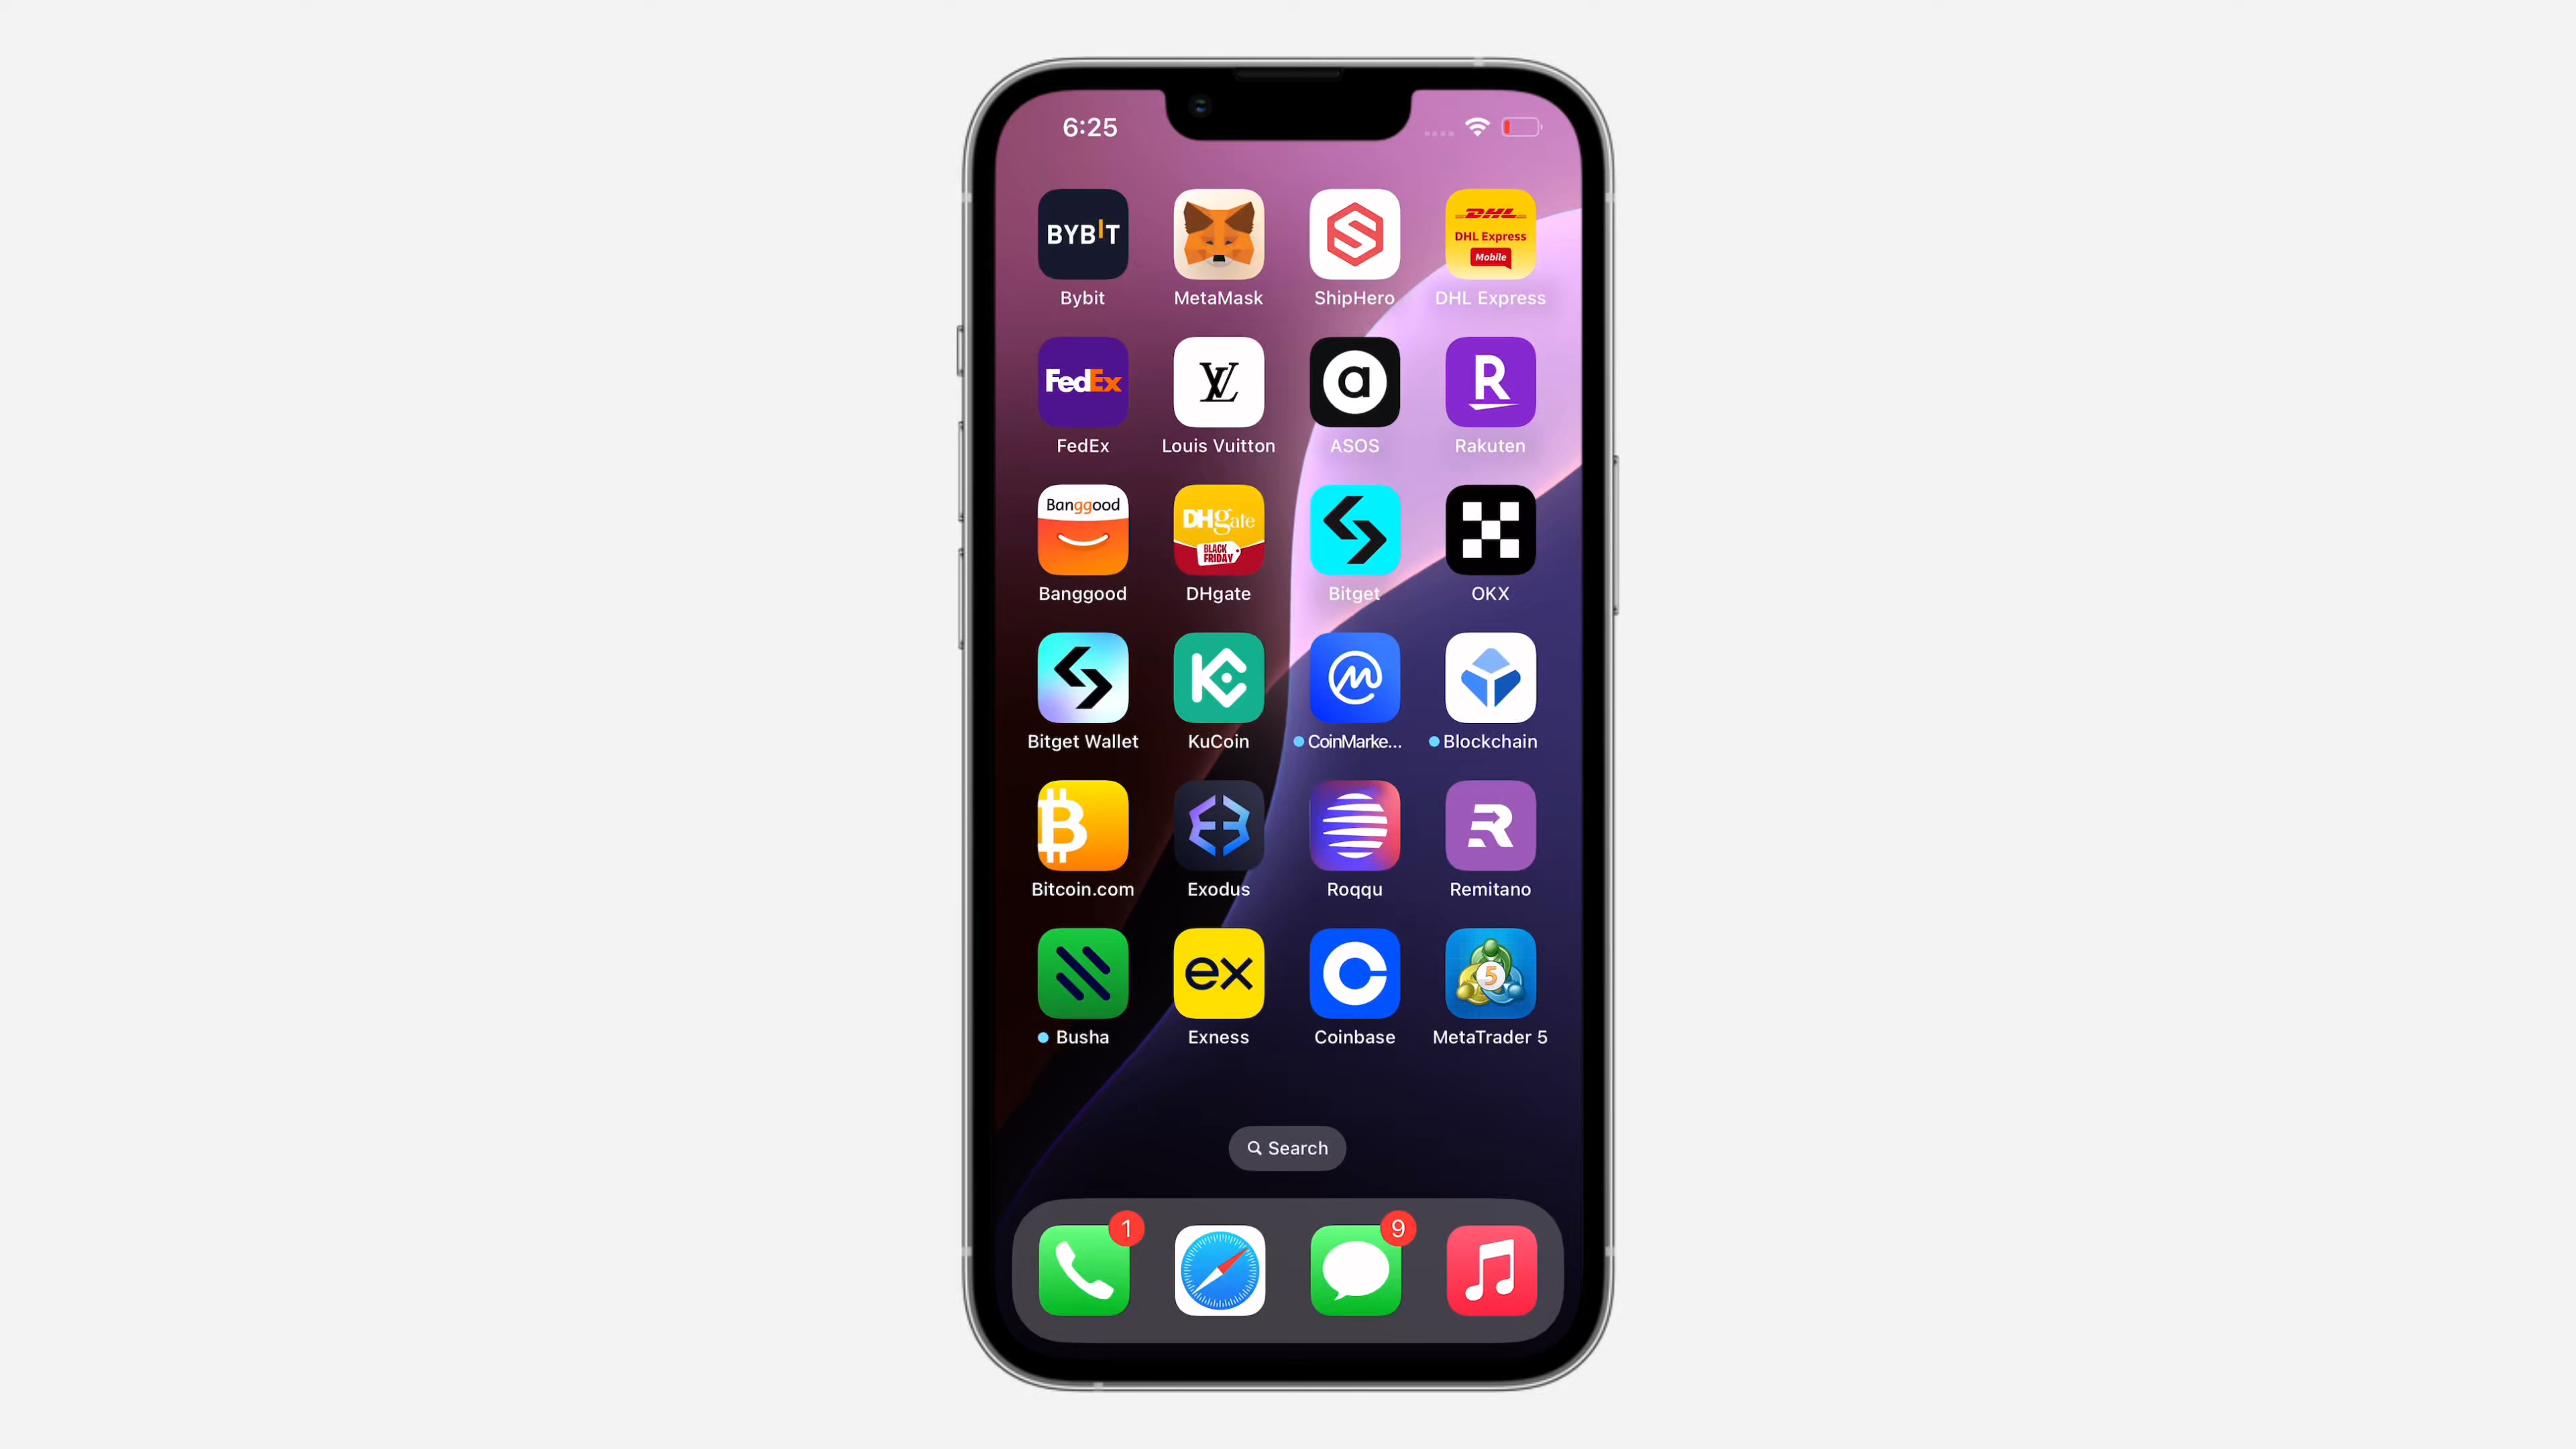 6:25
BYBIT
DHL
DHL Express
Mobile
Bybit
MetaMask
ShipHero
DHL Express
FedEx
LV
a
R
FedEx
Louis Vuitton
ASOS
Rakuten
Banggood
DHgate
BLACK
FRIDAY
Banggood
DHgate
Bitget
OKX
Bitget Wallet
KuCoin
CoinMarke...
Blockchain
Bitcoin.com
Exodus
Roqqu
Remitano
ex
5
Busha
Exness
Coinbase
MetaTrader 5
Search
1
9